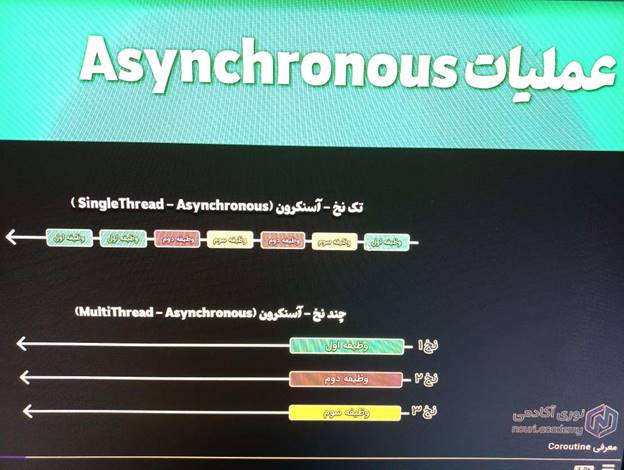 عملیات Asynchronous
تک نخ - آسنکرون (SingleThread - Asynchronous )
وظیفه اول وظیفه سوم وظیفه دوم وظیفه سوم وظیفه دوم وظیفه اول وظیفه اول
چند نخ - آسنکرون (MultiThread - Asynchronous)
نخ ۱ وظیفه اول
نخ ۲ وظیفه دوم
نخ ۳ وظیفه سوم
نوری آکادمی
nouri.academy
معرفی Coroutine